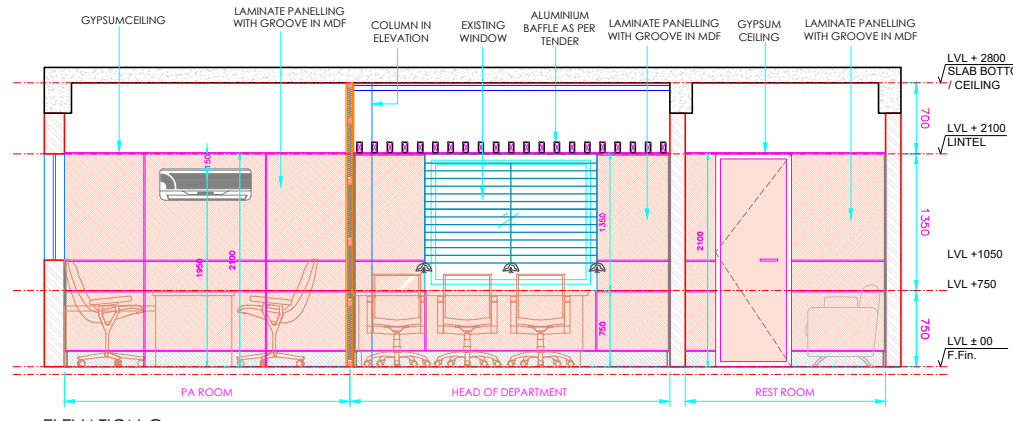 GYPSUMCEILING
LAMINATE PANELLING
WITH GROOVE IN MDF
COLUMN IN
ELEVATION
EXISTING
WINDOW
ALUMINIUM
BAFFLE AS PER
TENDER
LAMINATE PANELLING
WITH GROOVE IN MDF
GYPSUM
CEILING
LAMINATE PANELLING
WITH GROOVE IN MDF
LVL + 2800
SLAB BOTTO
/ CEILING
700
LVL + 2100
LINTEL
150
1950
2100
1350
2100
1350
LVL +1050
LVL +750
750
750
LVL ± 00
F.Fin.
PA ROOM
HEAD OF DEPARTMENT
REST ROOM